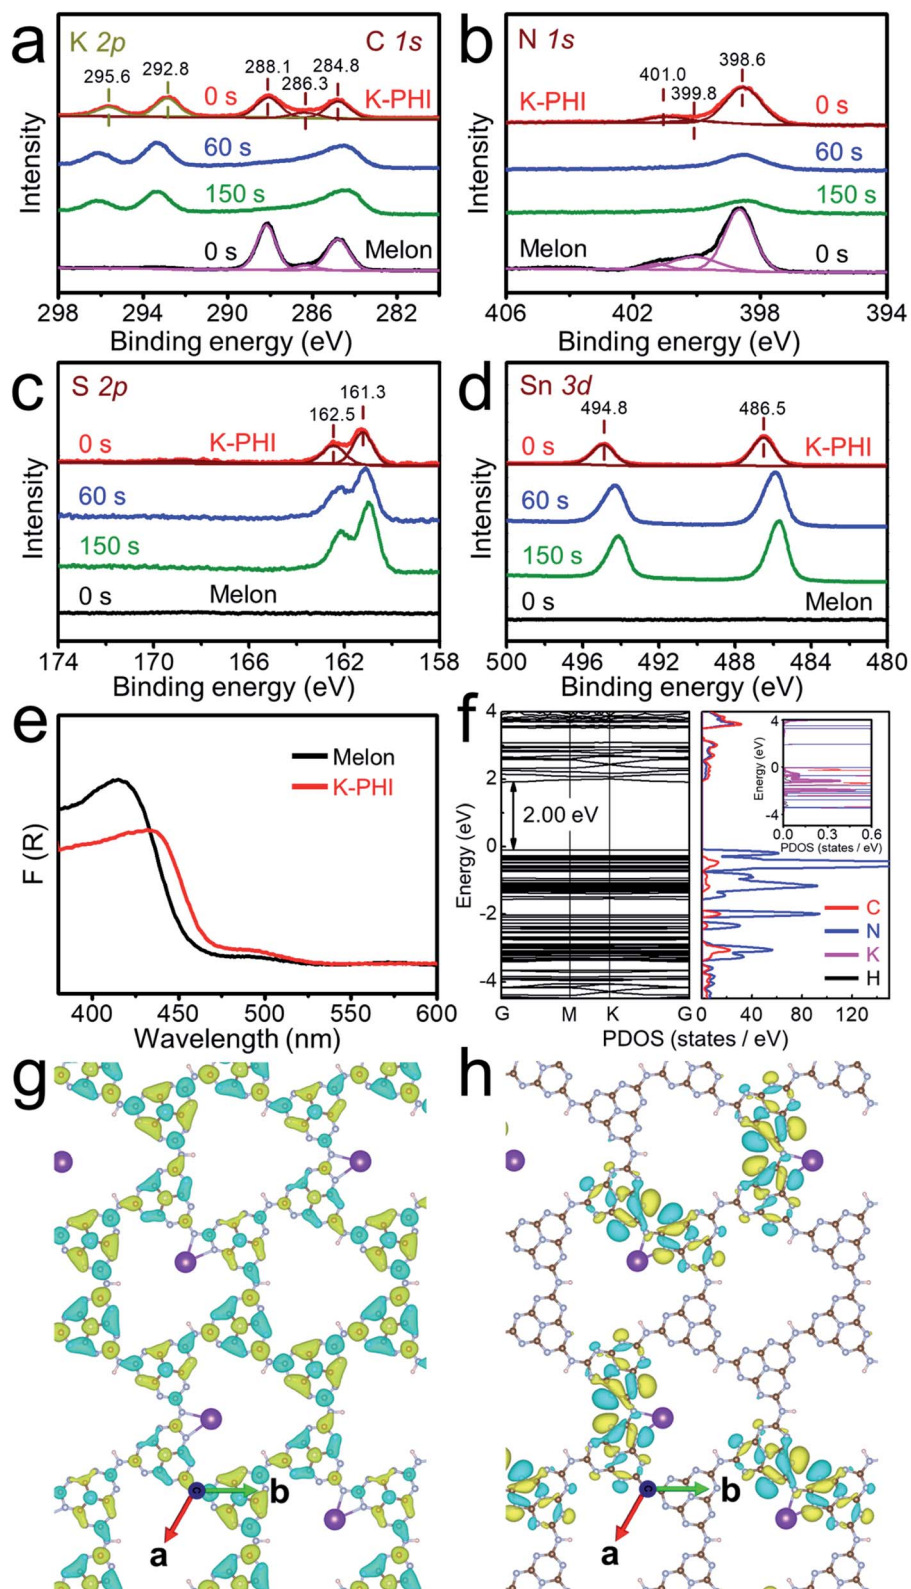 a
K 2p
C 1s
295.6
292.8
288.1
286.3
284.8
0 s
K-PHI
60 s
150 s
0 s
Melon
Intensity
298 294 290 286 282
Binding energy (eV)
b
N 1s
401.0
399.8
398.6
K-PHI
0 s
60 s
150 s
Melon
0 s
Intensity
406 402 398 394
Binding energy (eV)
c
S 2p
162.5
161.3
0 s
K-PHI
60 s
150 s
0 s
Melon
Intensity
174 170 166 162 158
Binding energy (eV)
d
Sn 3d
494.8
486.5
0 s
K-PHI
60 s
150 s
0 s
Melon
Intensity
500 496 492 488 484 480
Binding energy (eV)
e
Melon
K-PHI
F (R)
400 450 500 550 600
Wavelength (nm)
f
4
2
0
-2
-4
Energy (eV)
2.00 eV
G M K G
4
0
-4
Energy (eV)
0.0 0.3 0.6
PDOS (states / eV)
C
N
K
H
0 40 80 120
PDOS (states / eV)
g
c
b
a
h
c
b
a